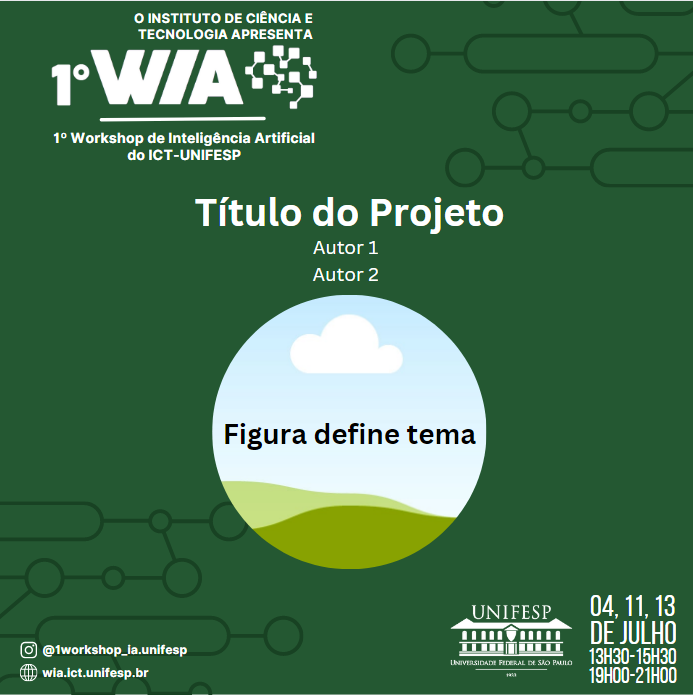 O INSTITUTO DE CIÊNCIA E
TECNOLOGIA APRESENTA
1º WIA
1º Workshop de Inteligência Artificial
do ICT-UNIFESP
Título do Projeto
Autor 1
Autor 2
Figura define tema
@1workshop_ia.unifesp
wia.ict.unifesp.br
UNIFESP
UNIVERSIDADE FEDERAL DE SÃO PAULO
1933
04, 11, 13
DE JULHO
13H30-15H30
19H00-21H00